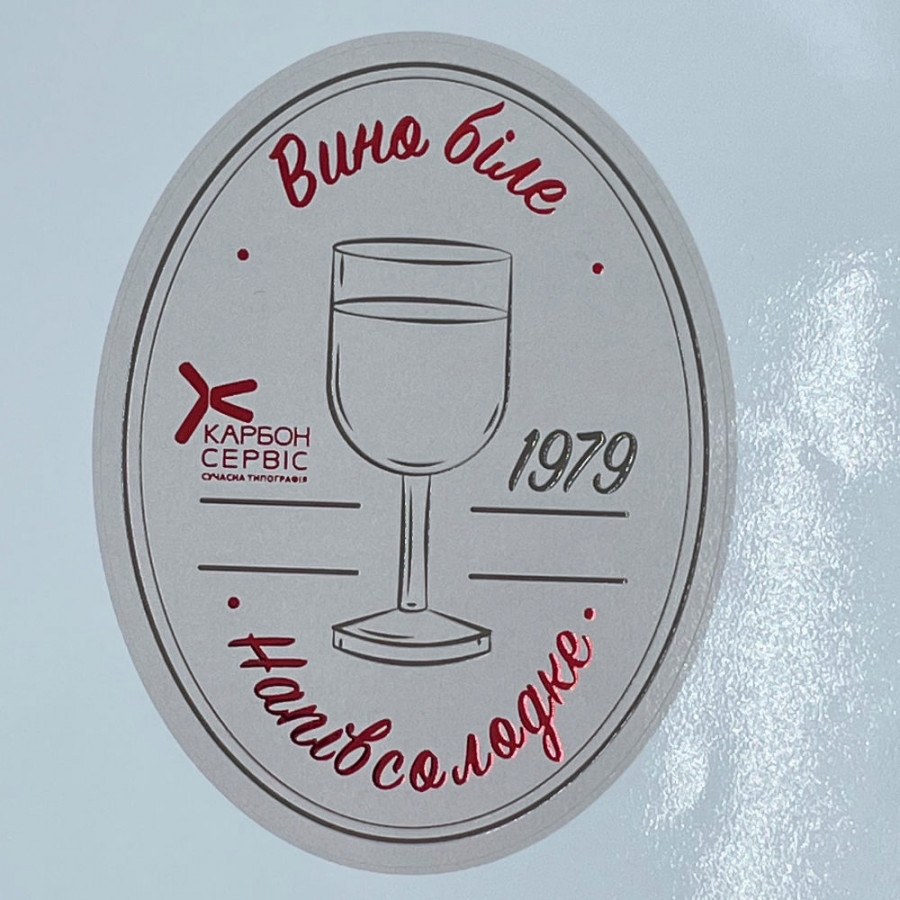 Вино біле
КАРБОН
СЕРВІС
СУЧАСНА ТИПОГРАФІЯ
1979
Напівсолодке